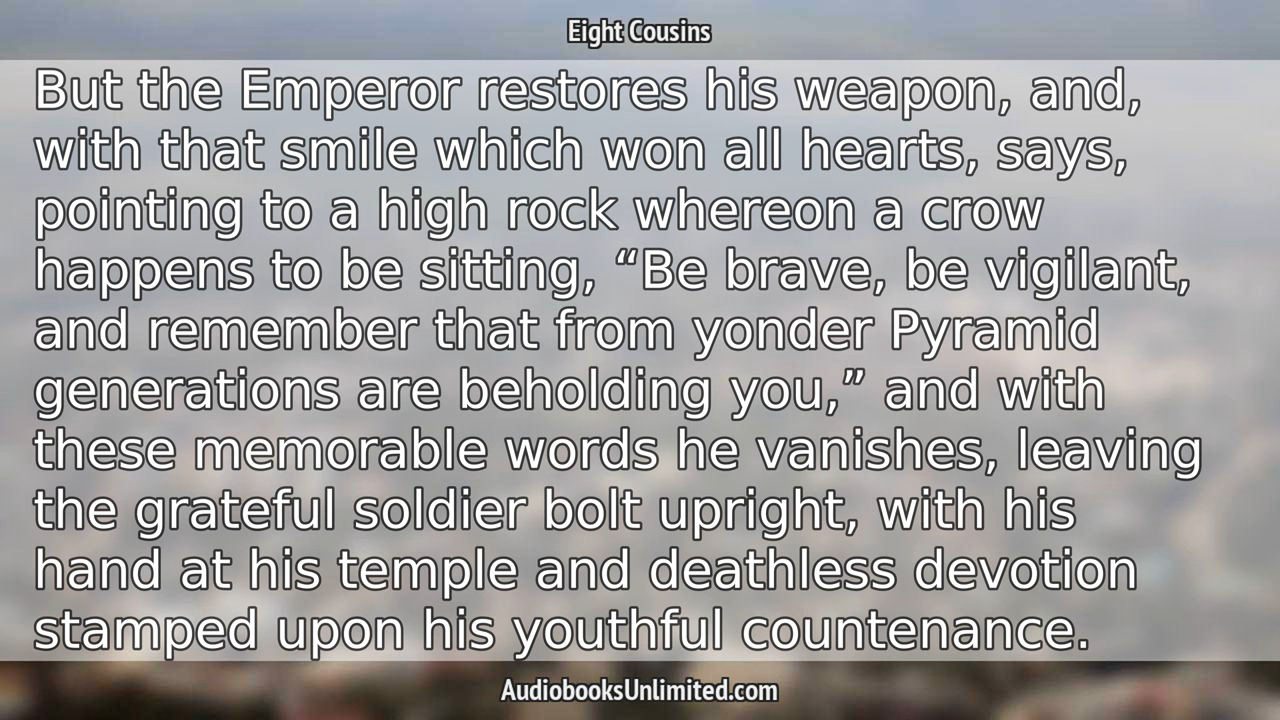 Eight Cousins
But the Emperor restores his weapon, and,
with that smile which won all hearts, says,
pointing to a high rock whereon a crow
happens to be sitting, “Be brave, be vigilant,
and remember that from yonder Pyramid
generations are beholding you,” and with
these memorable words he vanishes, leaving
the grateful soldier bolt upright, with his
hand at his temple and deathless devotion
stamped upon his youthful countenance.
AudiobooksUnlimited.com